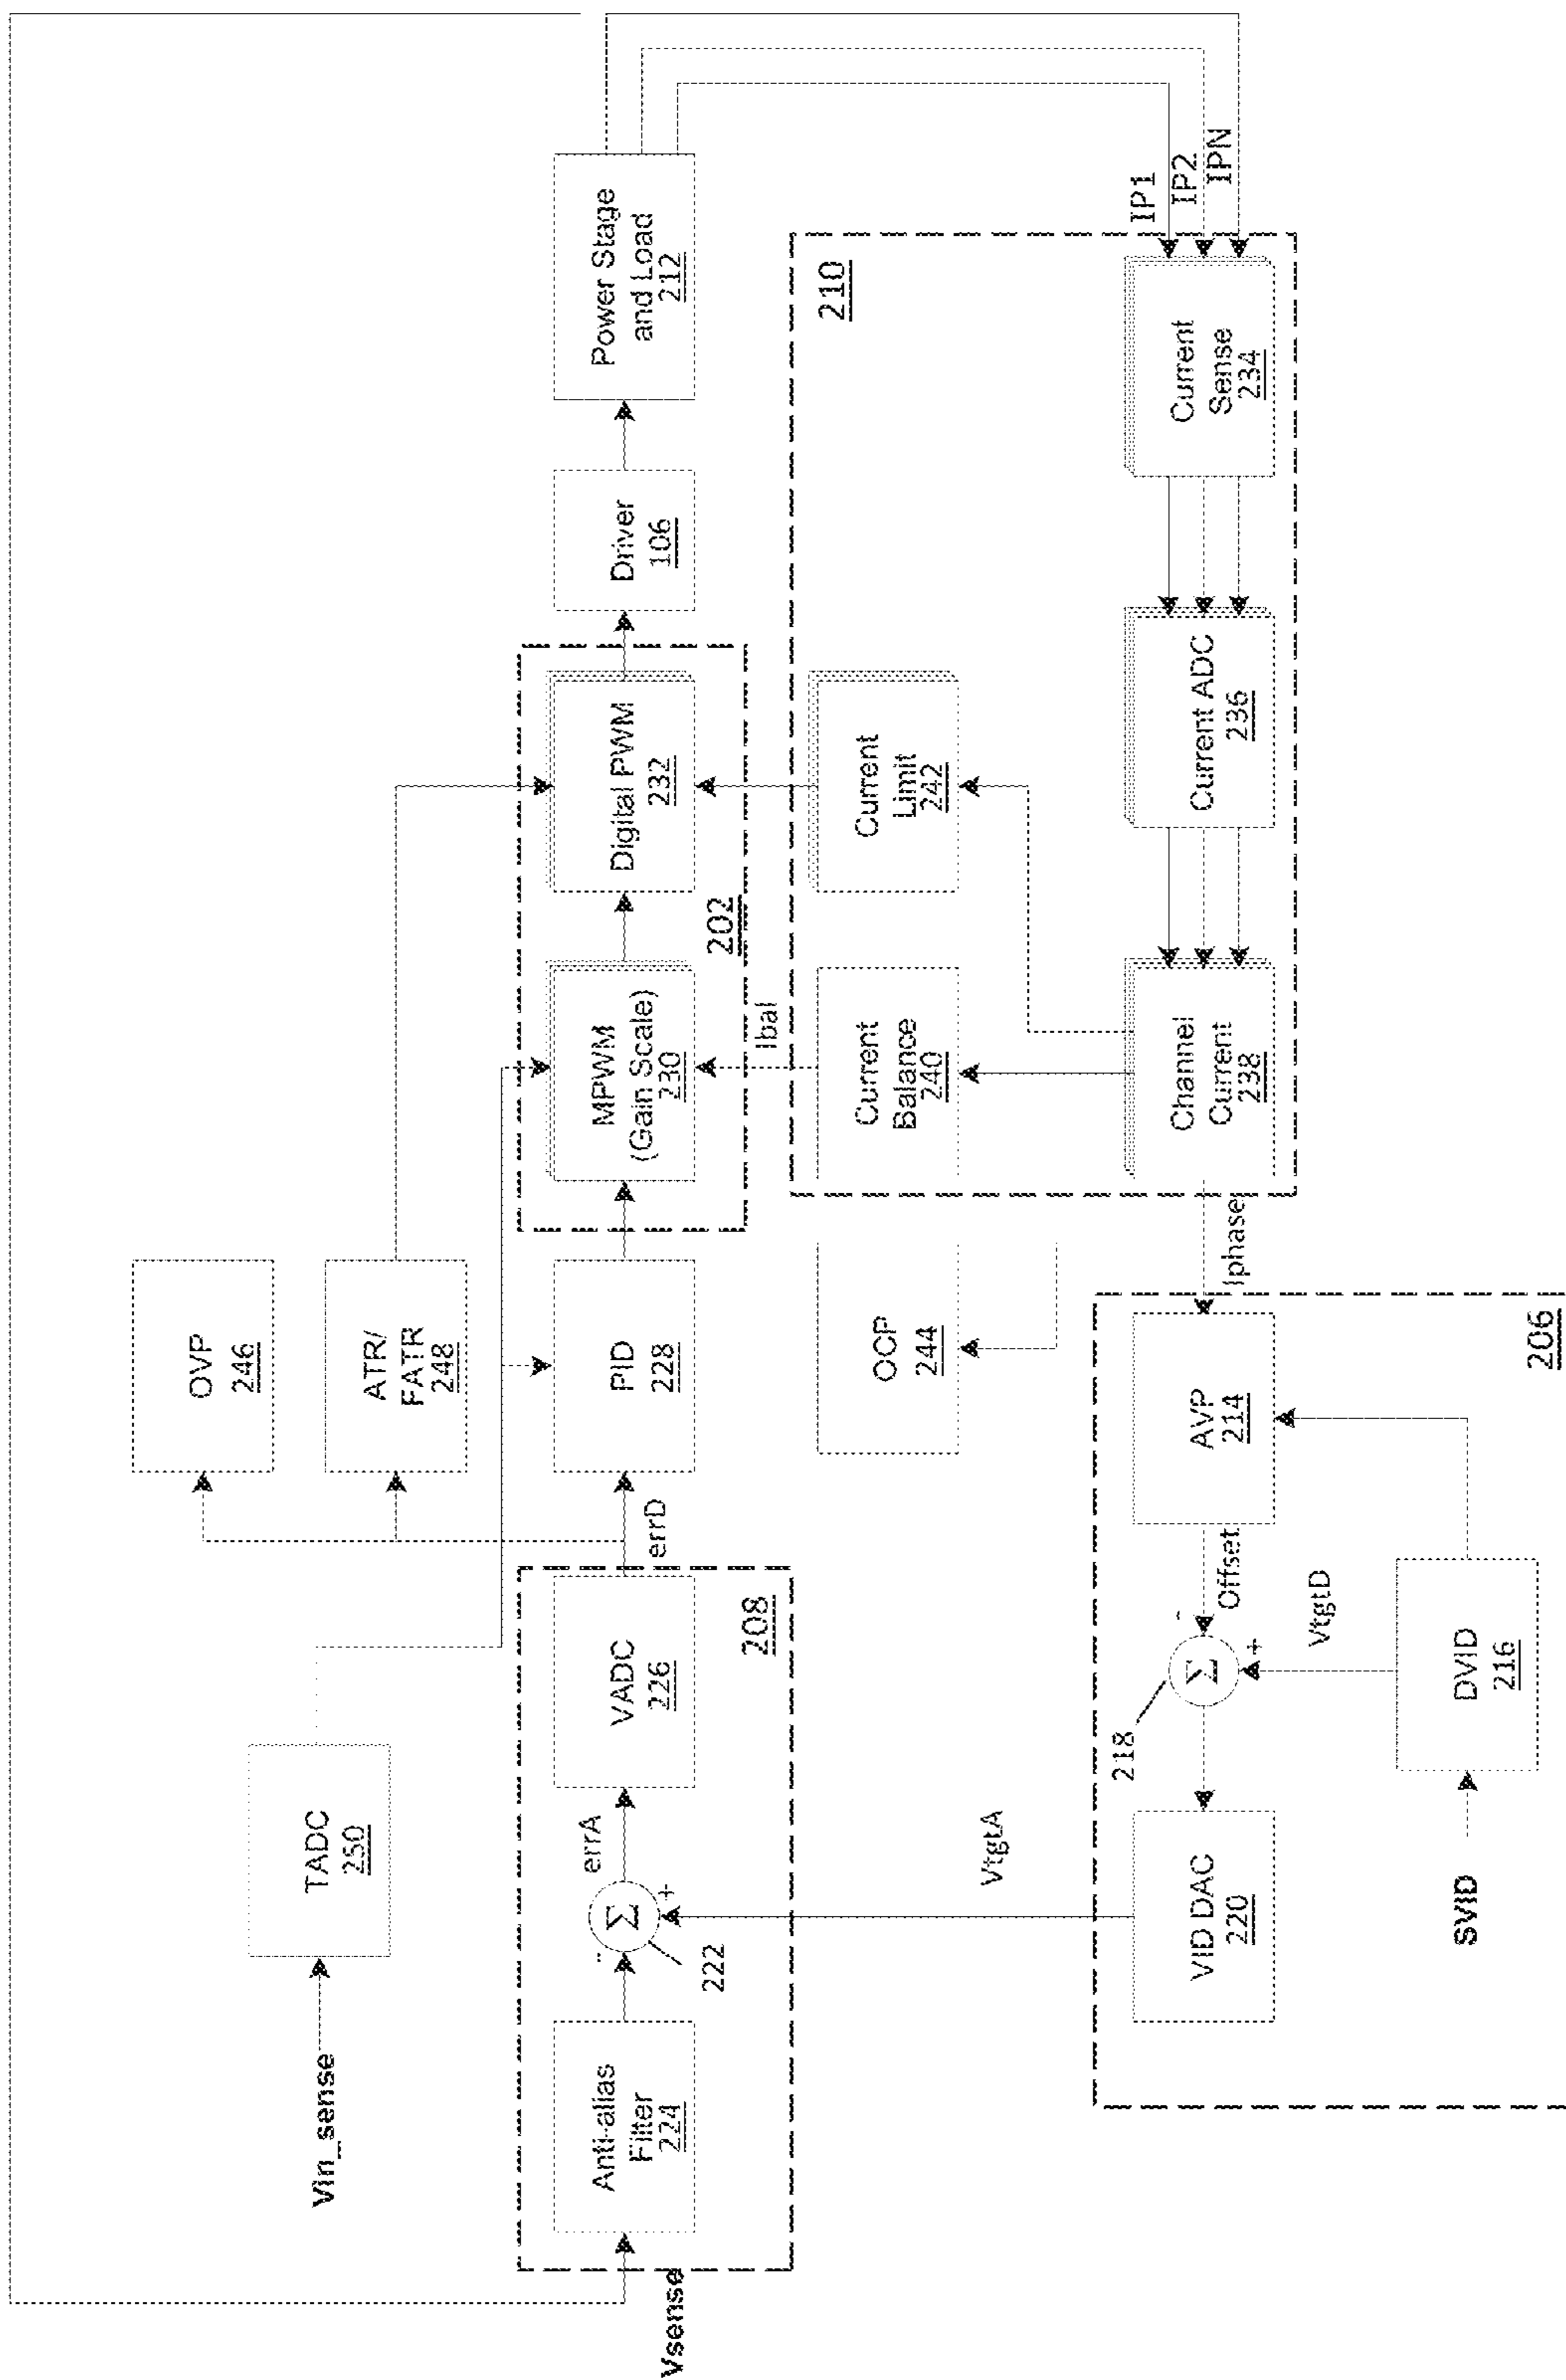 Vin_sense
TADC
250
OVP
246
ATR/
FATR
248
Vsense
Anti-alias
Filter
224
-
Σ
+
222
errA
VADC
226
208
errD
PID
228
MPWM
(Gain Scale)
230
Digital PWM
232
202
Driver
106
Power Stage
and Load
212
Ibal
OCP
244
Current
Balance
240
Current
Limit
242
210
VtgtA
Iphase
Channel
Current
238
Current ADC
236
Current
Sense
234
IP1
IP2
IPN
VID DAC
220
218
Σ
-
+
Offset
AVP
214
VtgtD
SVID
DVID
216
206